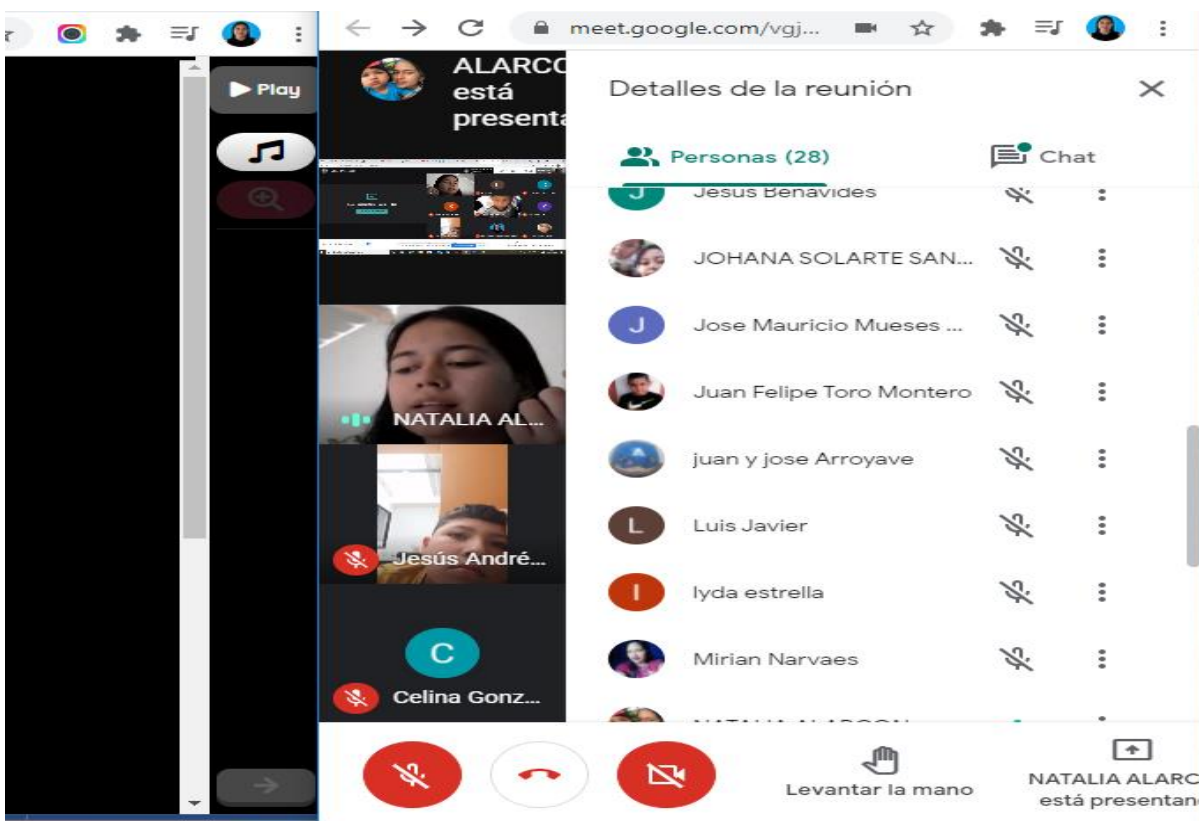 Play
meet.google.com/vgj...
ALARCO
está
presenta
NATALIA AL...
Jesús André...
C
Celina Gonz...
Detalles de la reunión
Personas (28)
Chat
J
Jesus Benavides
JOHANA SOLARTE SAN...
J
Jose Mauricio Mueses ...
Juan Felipe Toro Montero
juan y jose Arroyave
L
Luis Javier
l
lyda estrella
Mirian Narvaes
NATALIA ALARCON
Levantar la mano
NATALIA ALARC
está presentan